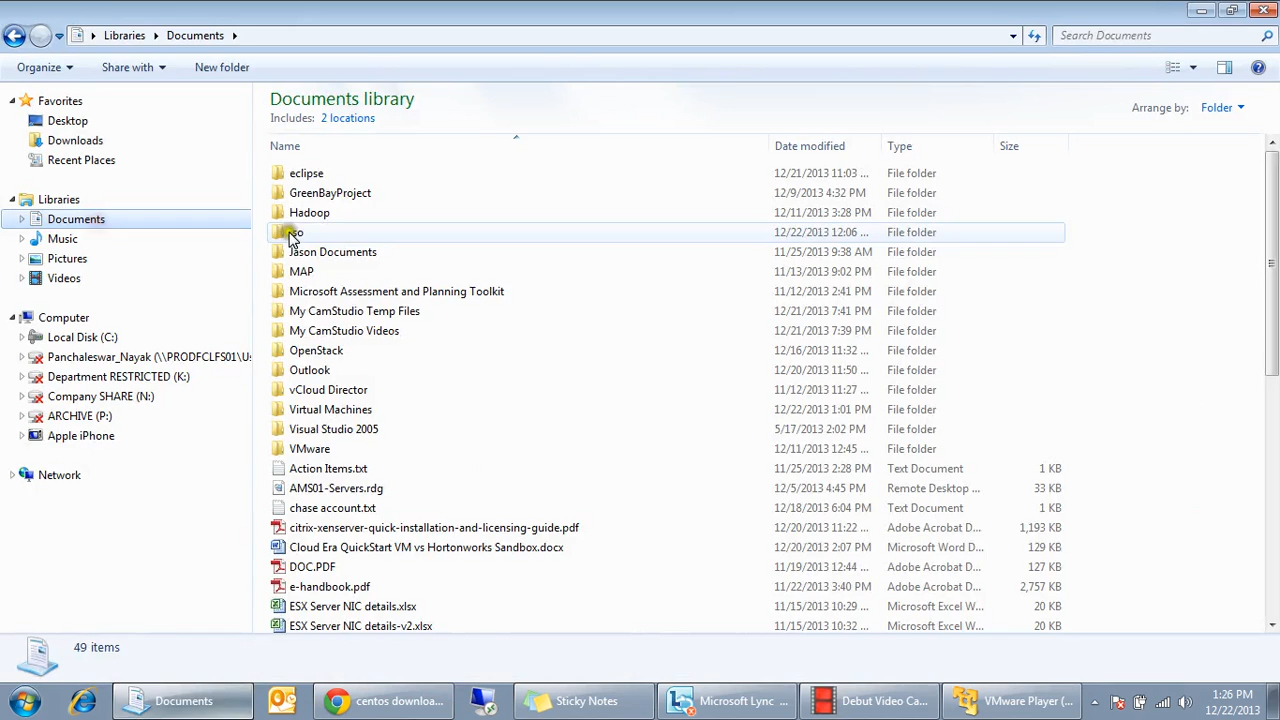 Libraries ▸ Documents ▸
Search Documents
Organize Share with New folder
Favorites
Desktop
Downloads
Recent Places
Libraries
Documents
Music
Pictures
Videos
Computer
Local Disk (C:)
Panchaleswar_Nayak (\\PRODFCLFS01\U
Department RESTRICTED (K:)
Company SHARE (N:)
ARCHIVE (P:)
Apple iPhone
Network
Documents library
Includes: 2 locations
Arrange by: Folder
Name Date modified Type Size
eclipse 12/21/2013 11:03 ... File folder
GreenBayProject 12/9/2013 4:32 PM File folder
Hadoop 12/11/2013 3:28 PM File folder
12/22/2013 12:06 ... File folder
Jason Documents 11/25/2013 9:38 AM File folder
MAP 11/13/2013 9:02 PM File folder
Microsoft Assessment and Planning Toolkit 11/12/2013 2:41 PM File folder
My CamStudio Temp Files 12/21/2013 7:41 PM File folder
My CamStudio Videos 12/21/2013 7:39 PM File folder
OpenStack 12/16/2013 11:32 ... File folder
Outlook 12/20/2013 11:50 ... File folder
vCloud Director 11/12/2013 11:27 ... File folder
Virtual Machines 12/22/2013 1:01 PM File folder
Visual Studio 2005 5/17/2013 2:02 PM File folder
VMware 12/11/2013 12:45 ... File folder
Action Items.txt 11/25/2013 2:28 PM Text Document 1 KB
AMS01-Servers.rdg 12/5/2013 4:45 PM Remote Desktop ... 33 KB
chase account.txt 12/18/2013 6:04 PM Text Document 1 KB
citrix-xenserver-quick-installation-and-licensing-guide.pdf 12/20/2013 11:22 ... Adobe Acrobat D... 1,193 KB
Cloud Era QuickStart VM vs Hortonworks Sandbox.docx 12/20/2013 2:07 PM Microsoft Word D... 129 KB
DOC.PDF 11/19/2013 12:44 ... Adobe Acrobat D... 127 KB
e-handbook.pdf 11/22/2013 3:40 PM Adobe Acrobat D... 2,757 KB
ESX Server NIC details.xlsx 11/15/2013 10:29 ... Microsoft Excel W... 20 KB
ESX Server NIC details-v2.xlsx 11/15/2013 10:32 ... Microsoft Excel W... 20 KB
49 items
Documents
centos downloa...
Sticky Notes
Microsoft Lync ...
Debut Video Ca...
VMware Player (...
1:26 PM
12/22/2013